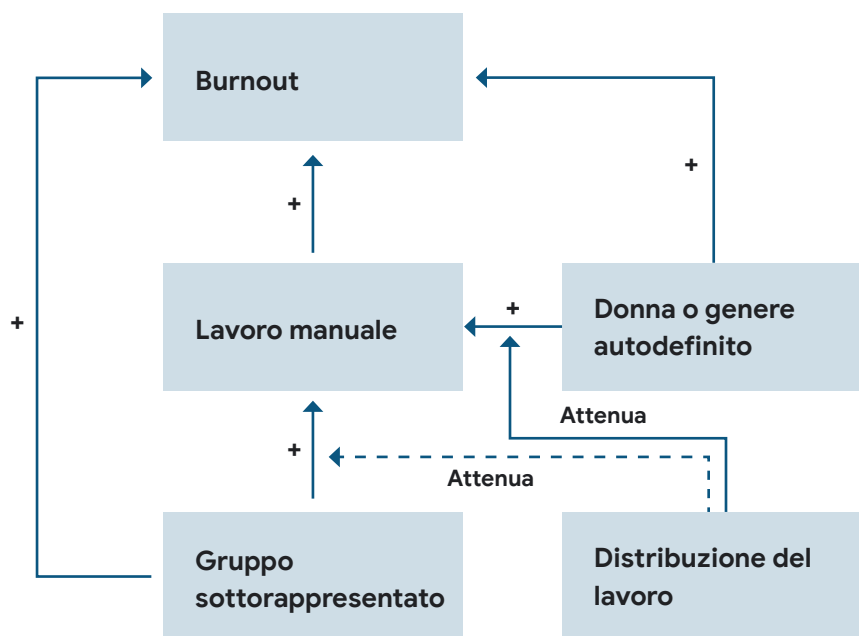 Burnout
+
+
+
Lavoro manuale
+
Donna o genere
autodefinito
Attenua
+
Attenua
Gruppo
sottorappresentato
Distribuzione del
lavoro